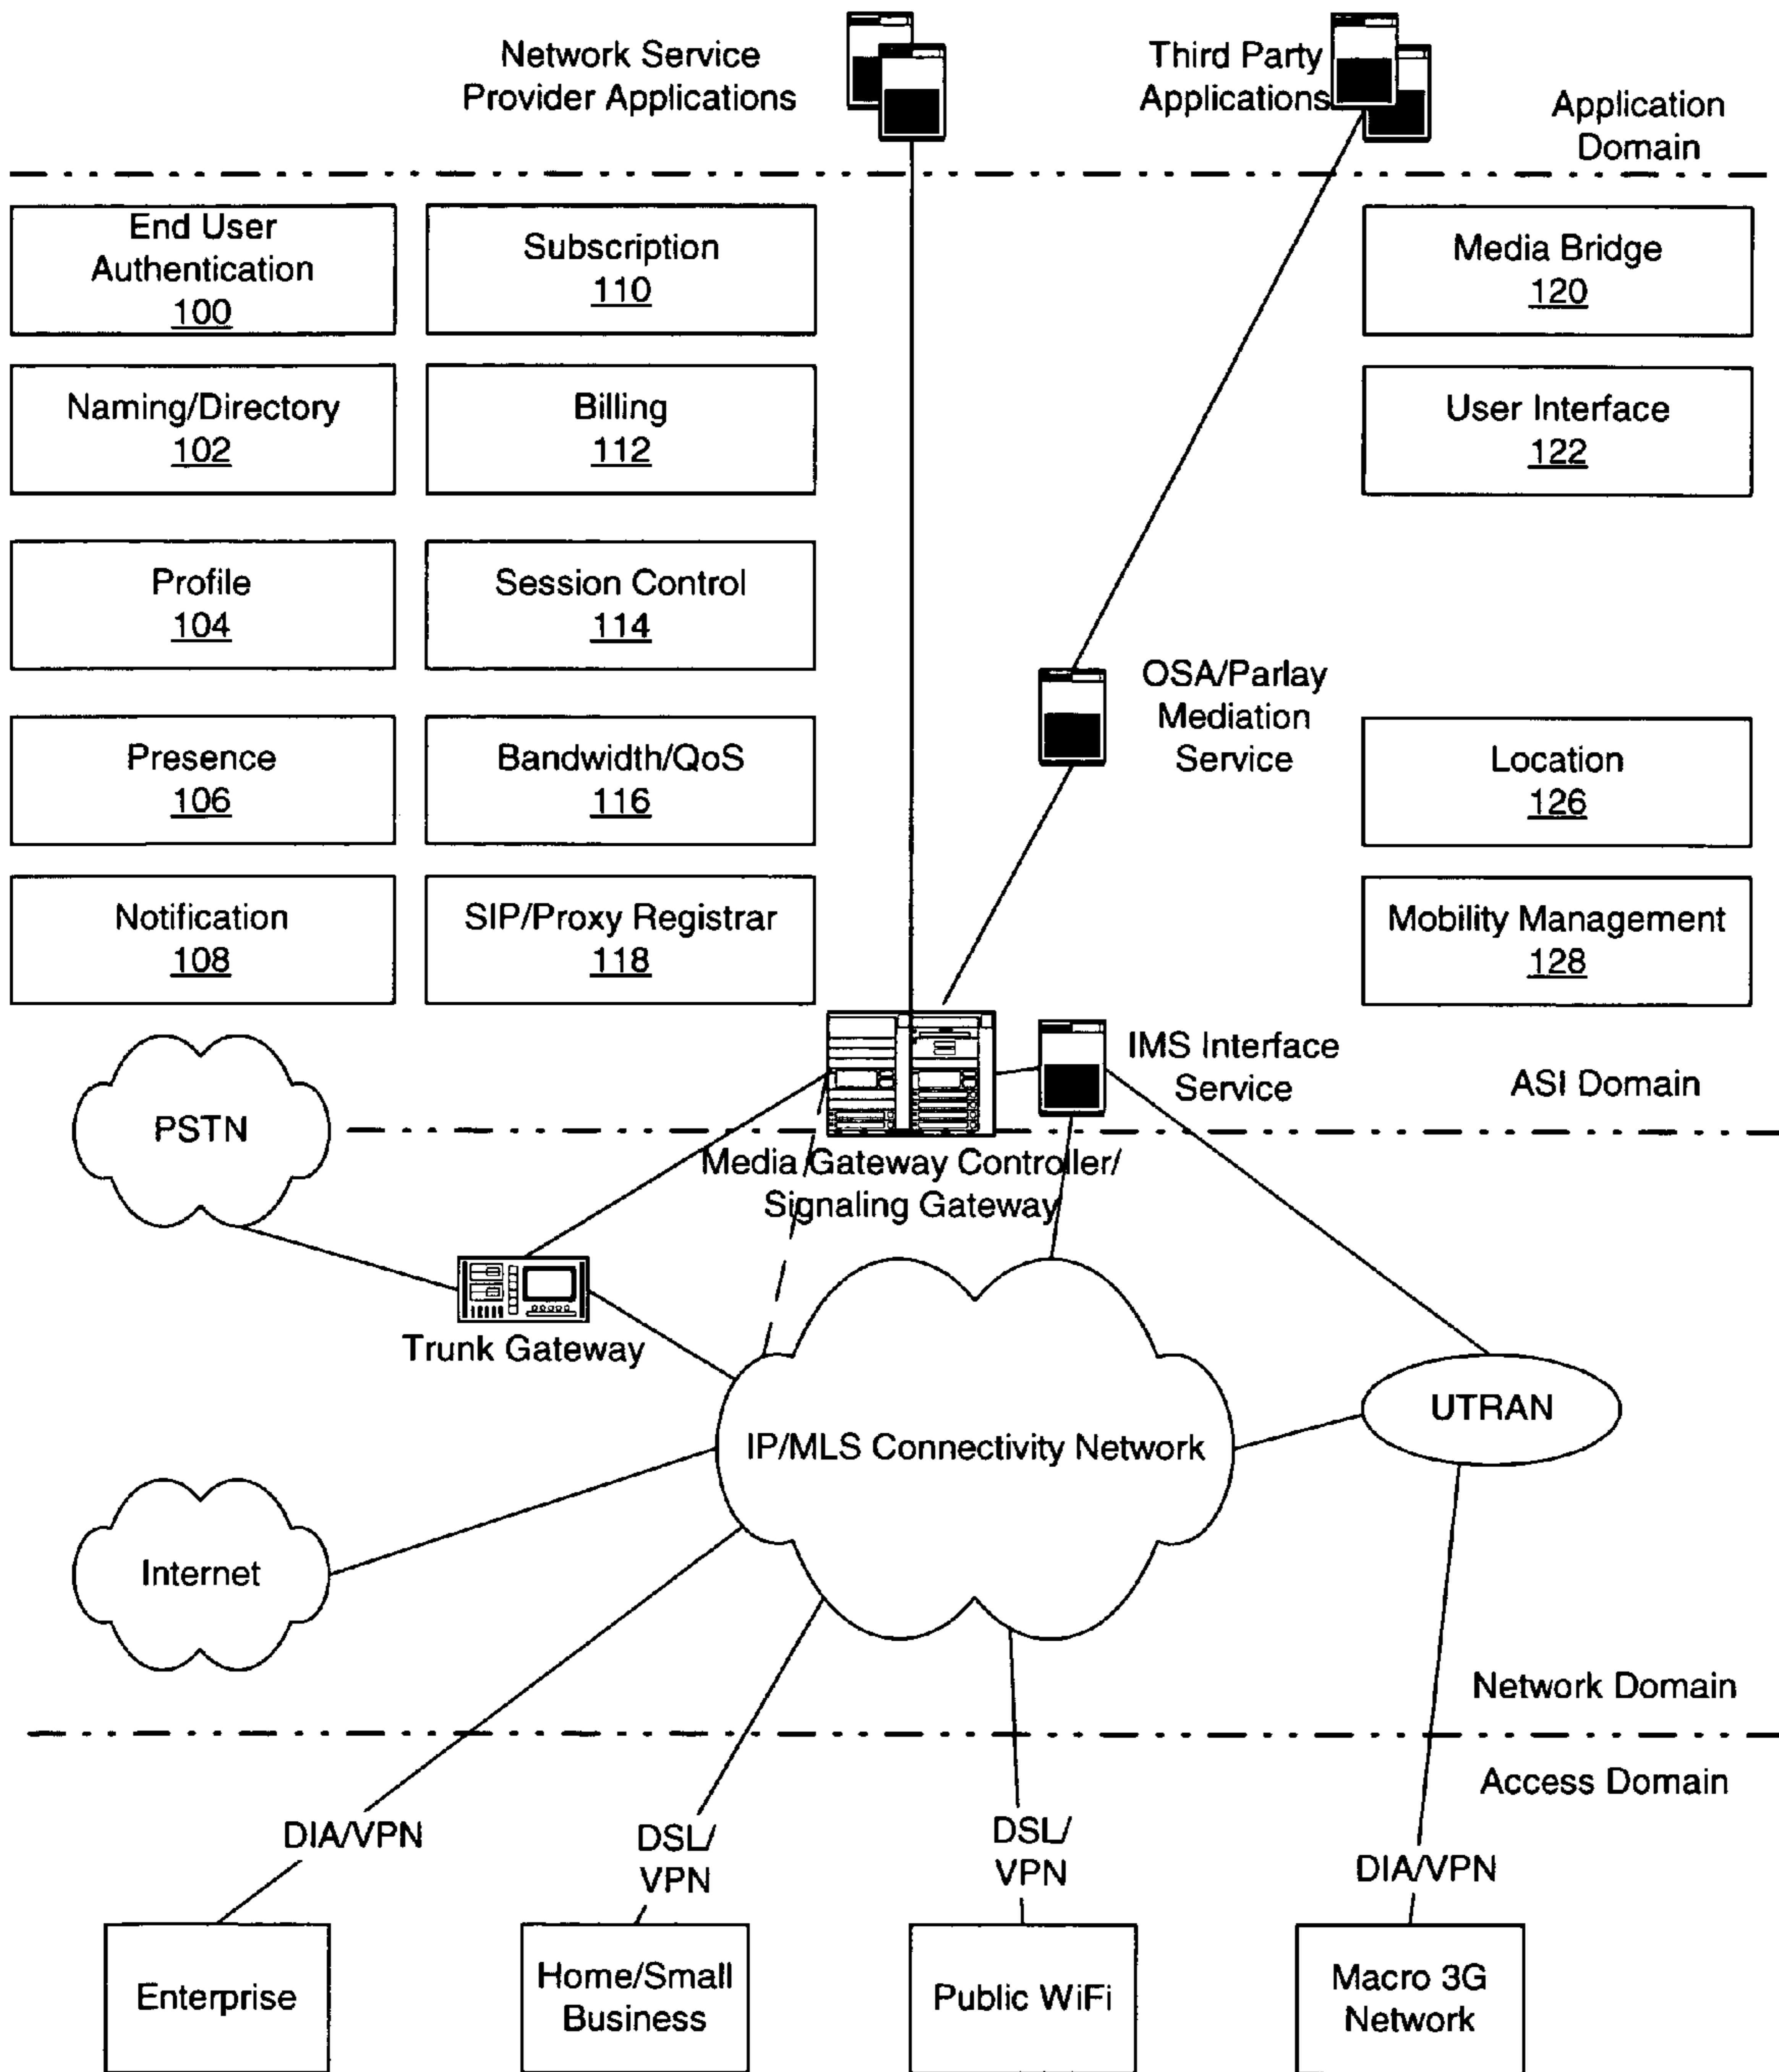 Network Service
Provider Applications
Third Party
Applications
Application
Domain
End User
Authentication
100
Subscription
110
Media Bridge
120
Naming/Directory
102
Billing
112
User Interface
122
Profile
104
Session Control
114
OSA/Parlay
Mediation
Service
Presence
106
Bandwidth/QoS
116
Location
126
Notification
108
SIP/Proxy Registrar
118
Mobility Management
128
IMS Interface
Service
ASI Domain
PSTN
Media Gateway Controller/
Signaling Gateway
Trunk Gateway
UTRAN
IP/MLS Connectivity Network
Internet
Network Domain
Access Domain
DIA/VPN
DSL/
VPN
DSL/
VPN
DIA/VPN
Enterprise
Home/Small
Business
Public WiFi
Macro 3G
Network